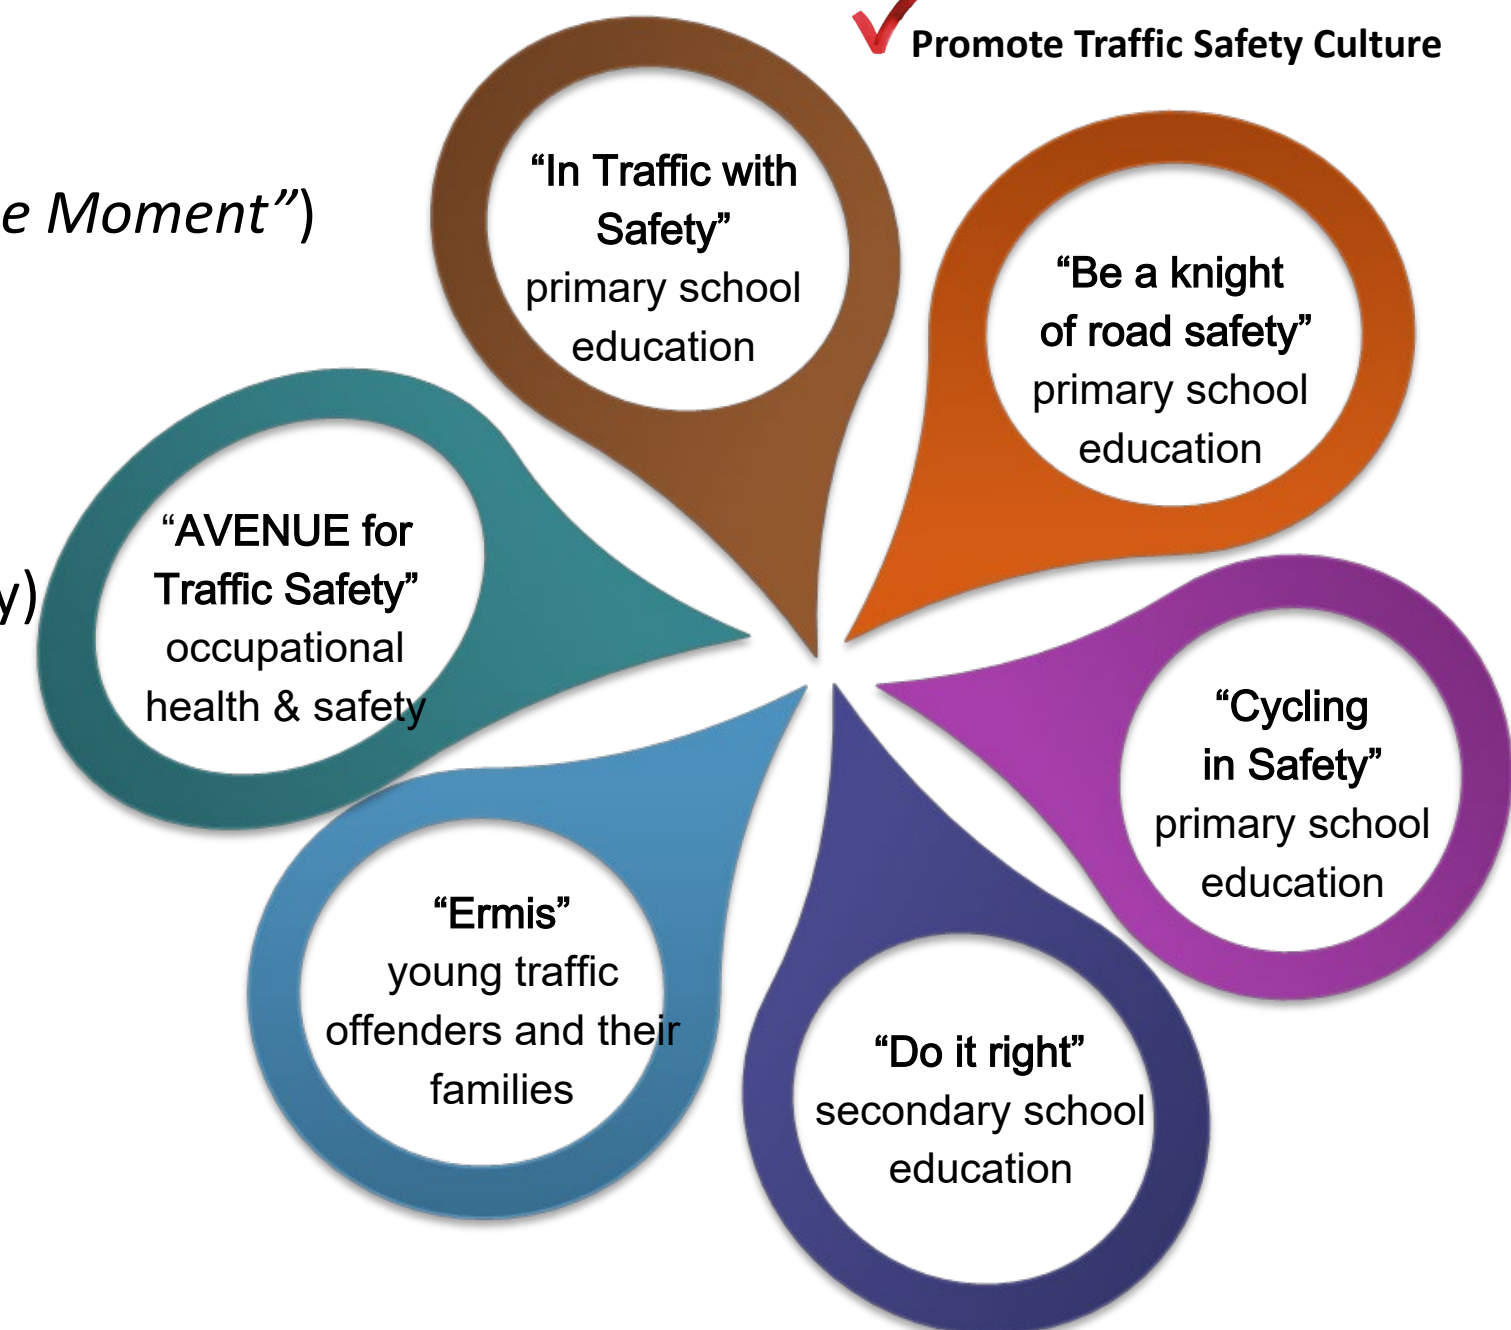 Promote Traffic Safety Culture
e Moment”)
y)
“In Traffic with
Safety”
primary school
education
“Be a knight
of road safety”
primary school
education
“Cycling
in Safety”
primary school
education
“Do it right”
secondary school
education
“Ermis”
young traffic
offenders and their
families
“AVENUE for
Traffic Safety”
occupational
health & safety